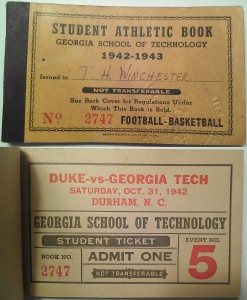 STUDENT ATHLETIC BOOK
GEORGIA SCHOOL OF TECHNOLOGY
1942-1943
Issued to T. H. WINCHESTER
NOT TRANSFERABLE
See Back Cover for Regulations Under
Which This Book is Sold.
Nº 2747 FOOTBALL-BASKETBALL
DUKE-vs-GEORGIA TECH
SATURDAY, OCT. 31, 1942
DURHAM, N. C.
GEORGIA SCHOOL OF TECHNOLOGY
STUDENT TICKET EVENT NO.
BOOK NO. ADMIT ONE 5
2747 NOT TRANSFERABLE